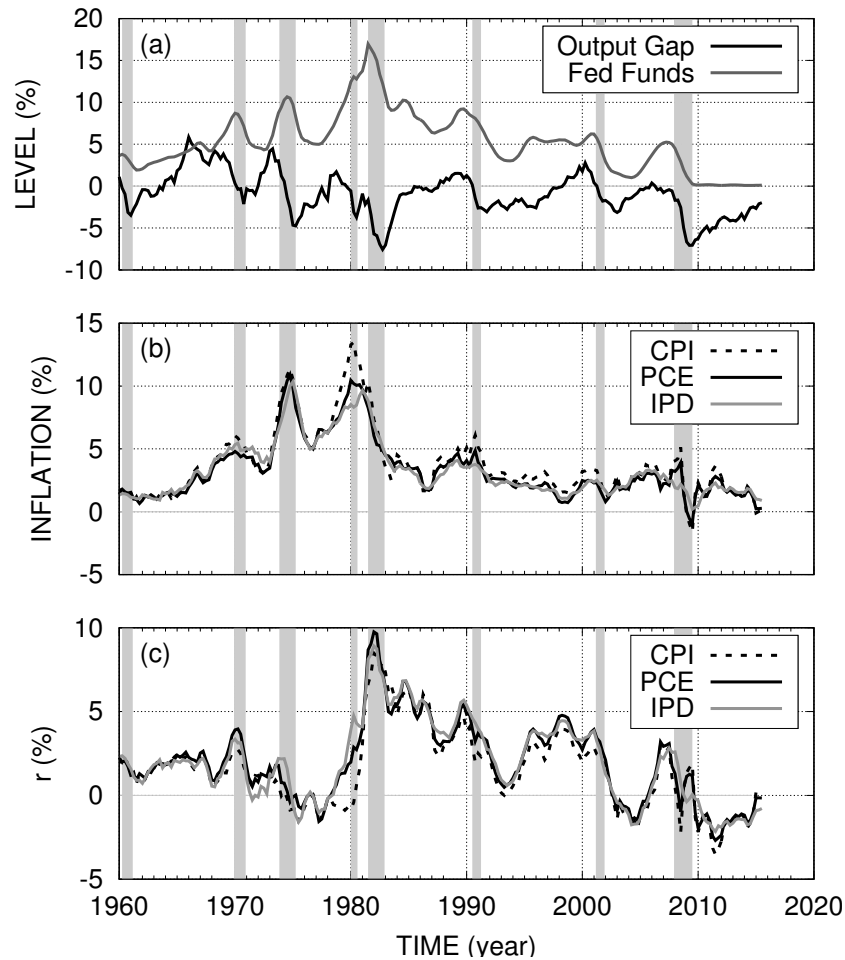 (a)
Output Gap
Fed Funds
LEVEL (%)
20
15
10
5
0
-5
-10
(b)
CPI
PCE
IPD
INFLATION (%)
15
10
5
0
-5
(c)
CPI
PCE
IPD
r (%)
10
5
0
-5
1960 1970 1980 1990 2000 2010 2020
TIME (year)